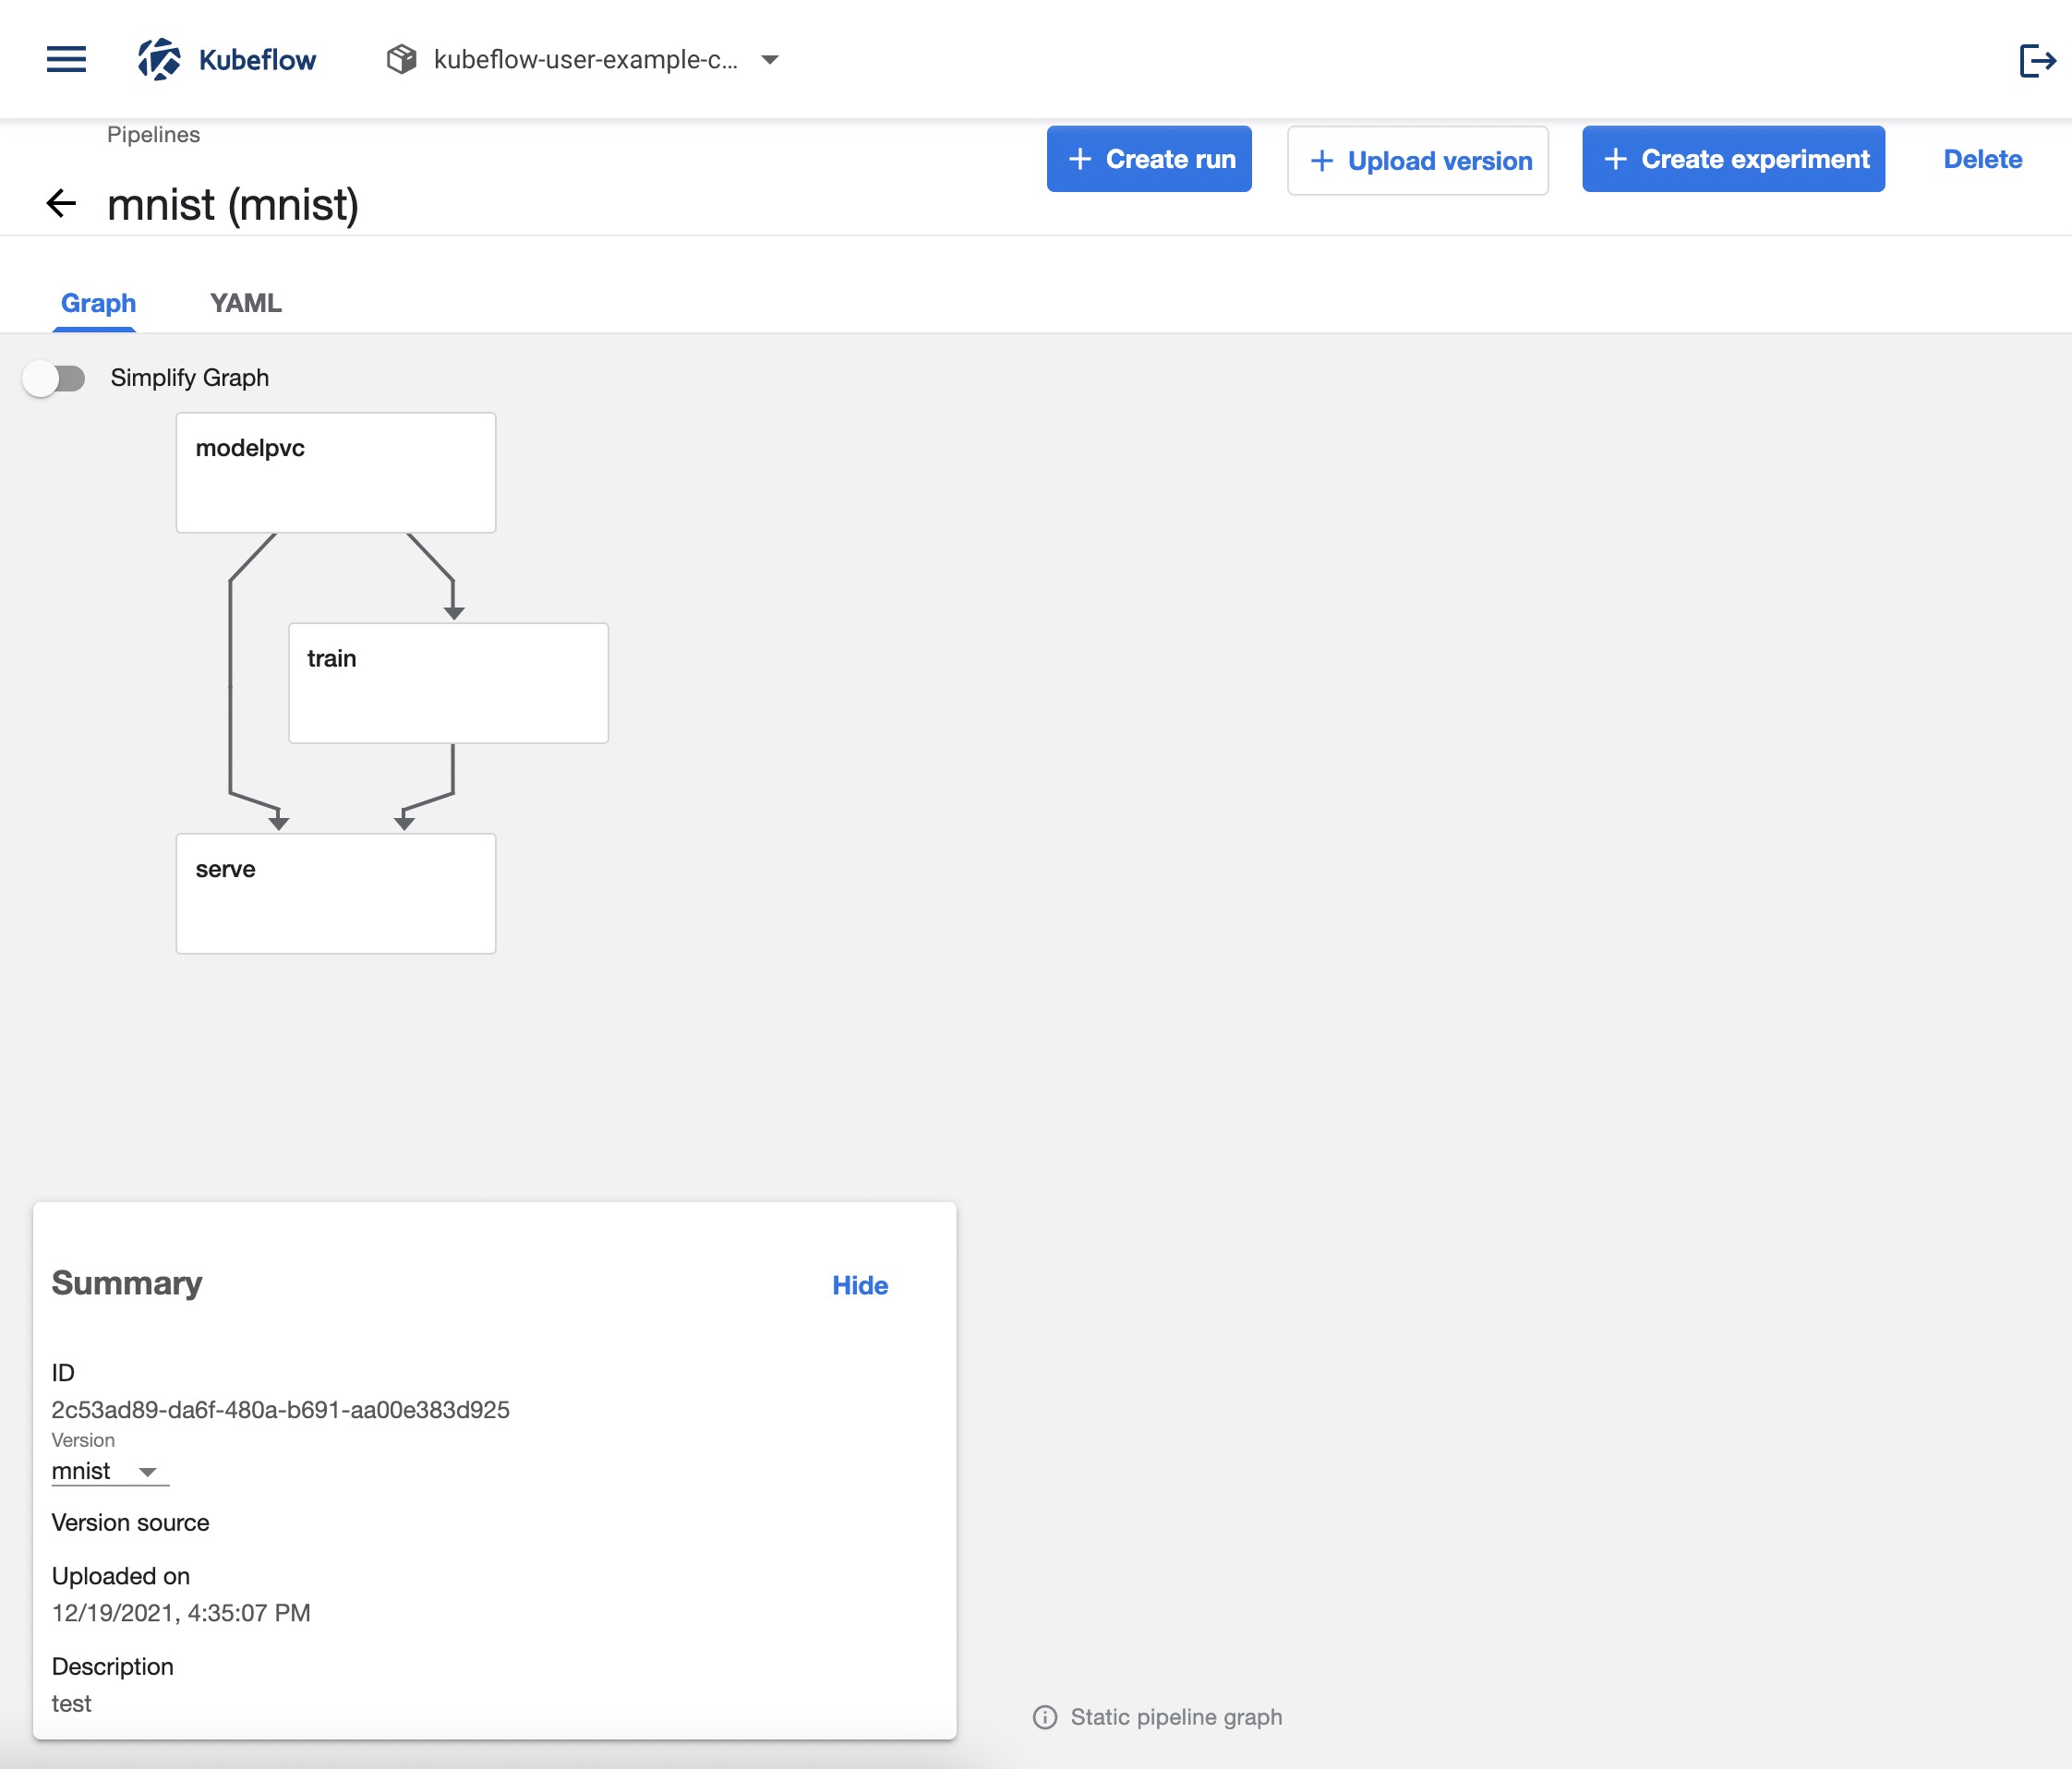 Kubeflow
kubeflow-user-example-c...
Pipelines
mnist (mnist)
Create run
Upload version
Create experiment
Delete
Graph
YAML
Simplify Graph
modelpvc
train
serve
Summary
Hide
ID
2c53ad89-da6f-480a-b691-aa00e383d925
Version
mnist
Version source
Uploaded on
12/19/2021, 4:35:07 PM
Description
test
Static pipeline graph